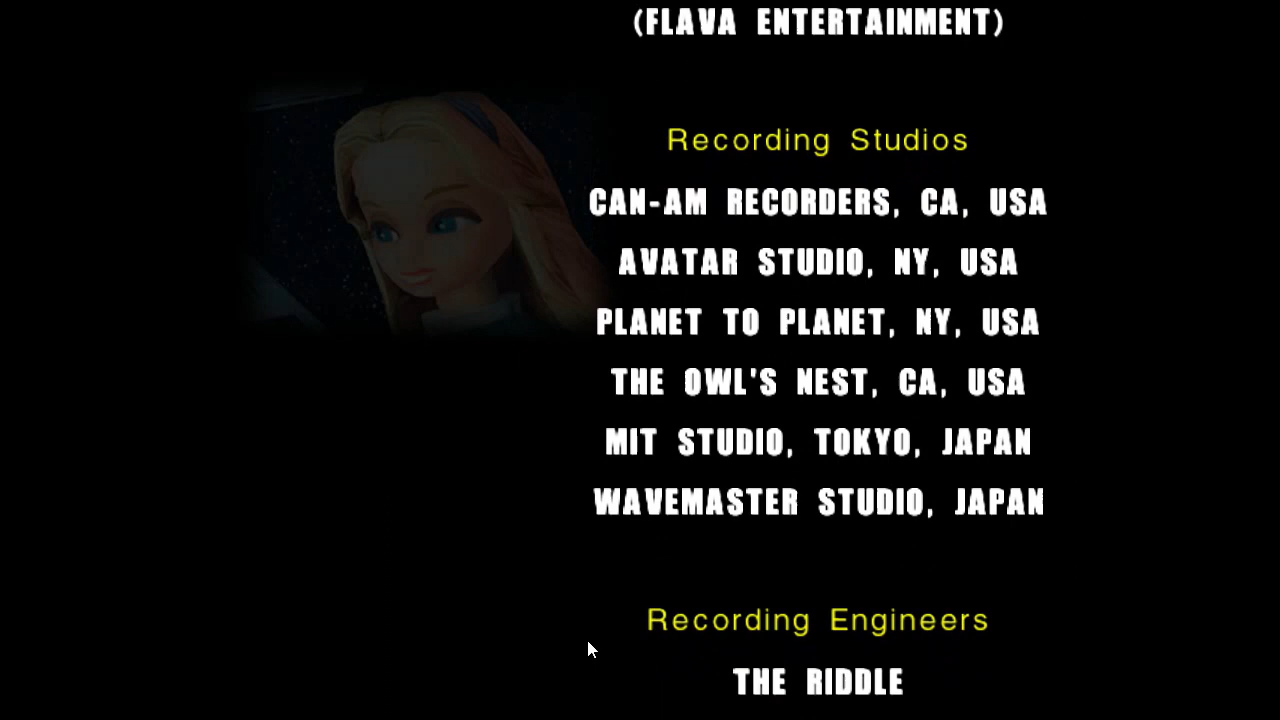 (FLAVA ENTERTAINMENT)
Recording Studios
CAN-AM RECORDERS, CA, USA
AVATAR STUDIO, NY, USA
PLANET TO PLANET, NY, USA
THE OWL'S NEST, CA, USA
MIT STUDIO, TOKYO, JAPAN
WAVEMASTER STUDIO, JAPAN
Recording Engineers
THE RIDDLE